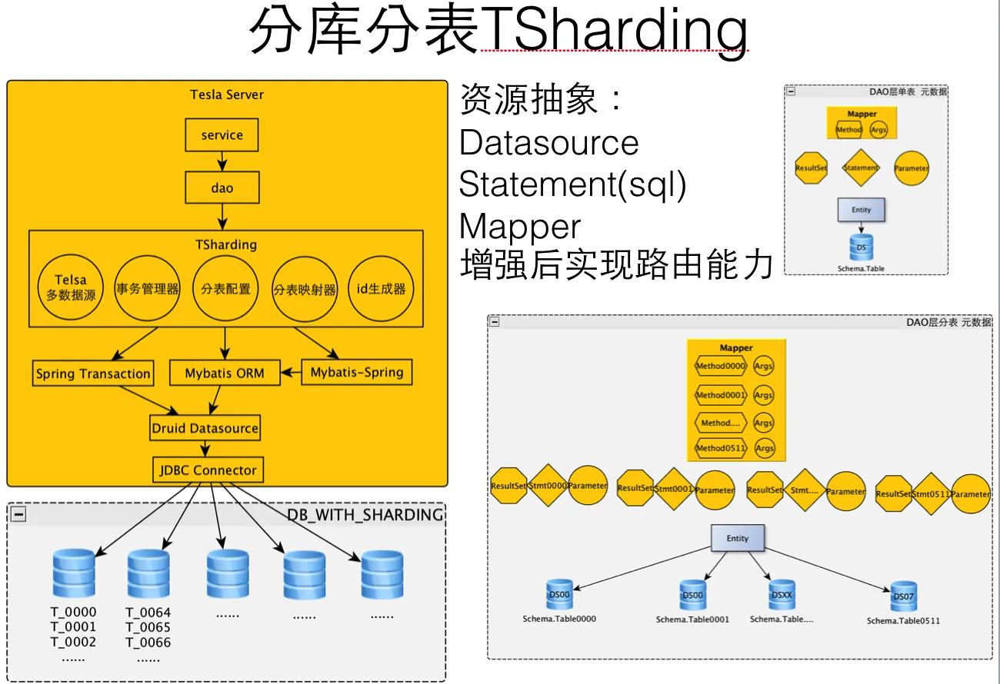 分库分表TSharding
Tesla Server
service
dao
TSharding
Telsa
多数据源
事务管理器
分表配置
分表映射器
id生成器
Spring Transaction
Mybatis ORM
Mybatis-Spring
Druid Datasource
JDBC Connector
DB_WITH_SHARDING
T_0000
T_0001
T_0002
......
T_0064
T_0065
T_0066
......
......
......
......
资源抽象：
Datasource
Statement(sql)
Mapper
增强后实现路由能力
DAO层单表 元数据
Mapper
Method
Args
ResultSet
Statement
Parameter
Entity
DS
Schema.Table
DAO层分表 元数据
Mapper
Method0000
Args
Method0001
Args
Method....
Args
Method0511
Args
ResultSet
Stmt0000
Parameter
ResultSet
Stmt0001
Parameter
ResultSet
Stmt....
Parameter
ResultSet
Stmt0511
Parameter
Entity
DS00
Schema.Table0000
DS00
Schema.Table0001
DSXX
Schema.Table....
DS07
Schema.Table0511